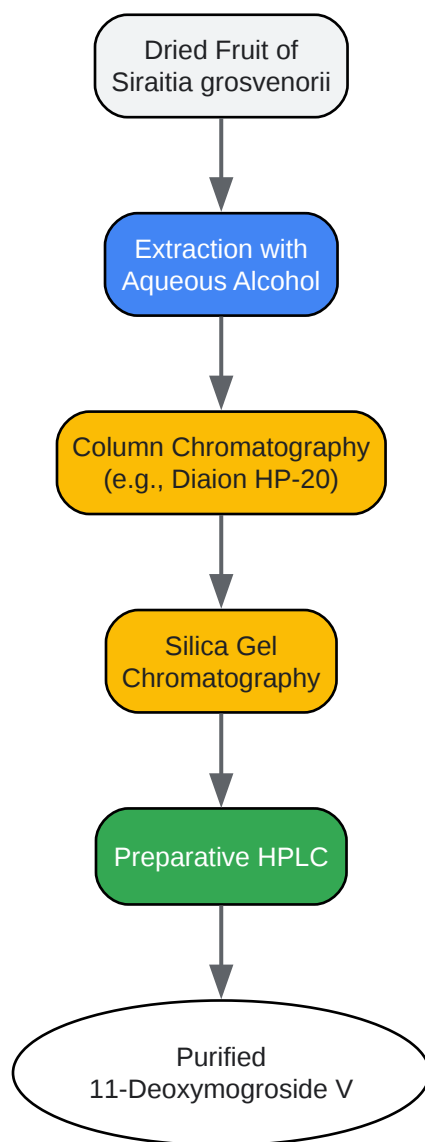 Dried Fruit of
Siraitia grosvenorii
Extraction with
Aqueous Alcohol
Column Chromatography
(e.g., Diaion HP-20)
Silica Gel
Chromatography
Preparative HPLC
Purified
11-Deoxymogroside V